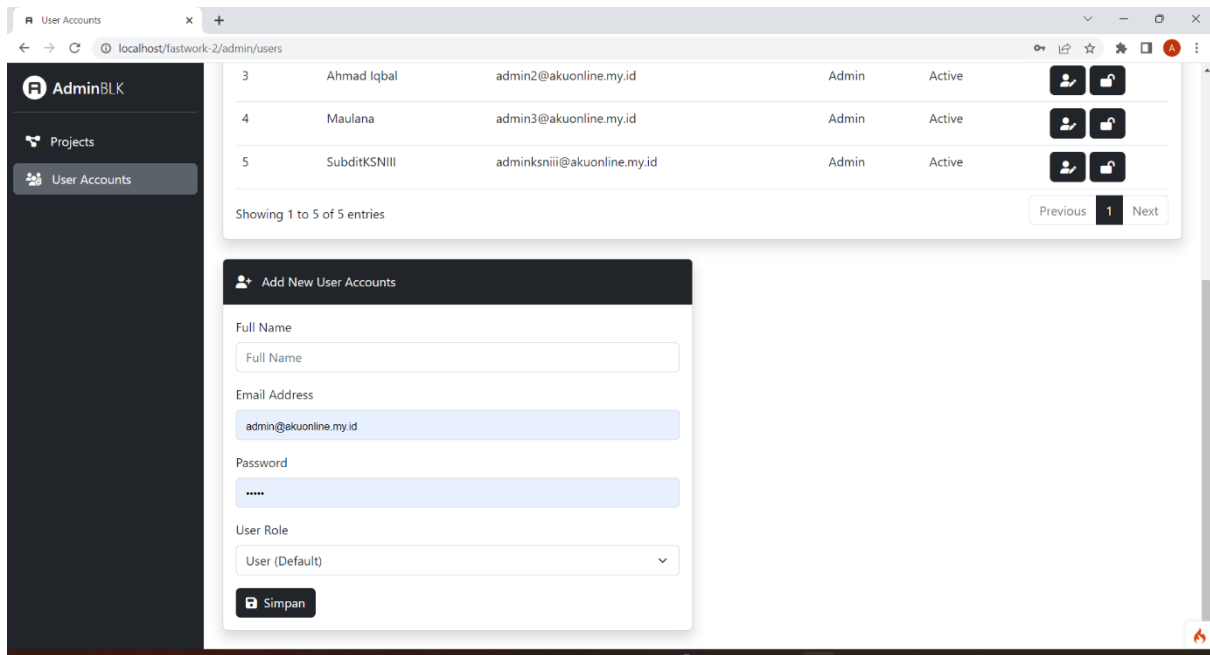 User Accounts
localhost/fastwork-2/admin/users
A
AdminBLK
Projects
User Accounts
3 Ahmad Iqbal admin2@akuonline.my.id Admin Active
4 Maulana admin3@akuonline.my.id Admin Active
5 SubditKSNIII adminksniii@akuonline.my.id Admin Active
Showing 1 to 5 of 5 entries
Previous 1 Next
Add New User Accounts
Full Name
Full Name
Email Address
admin@akuonline.my.id
Password
•••••
User Role
User (Default)
Simpan